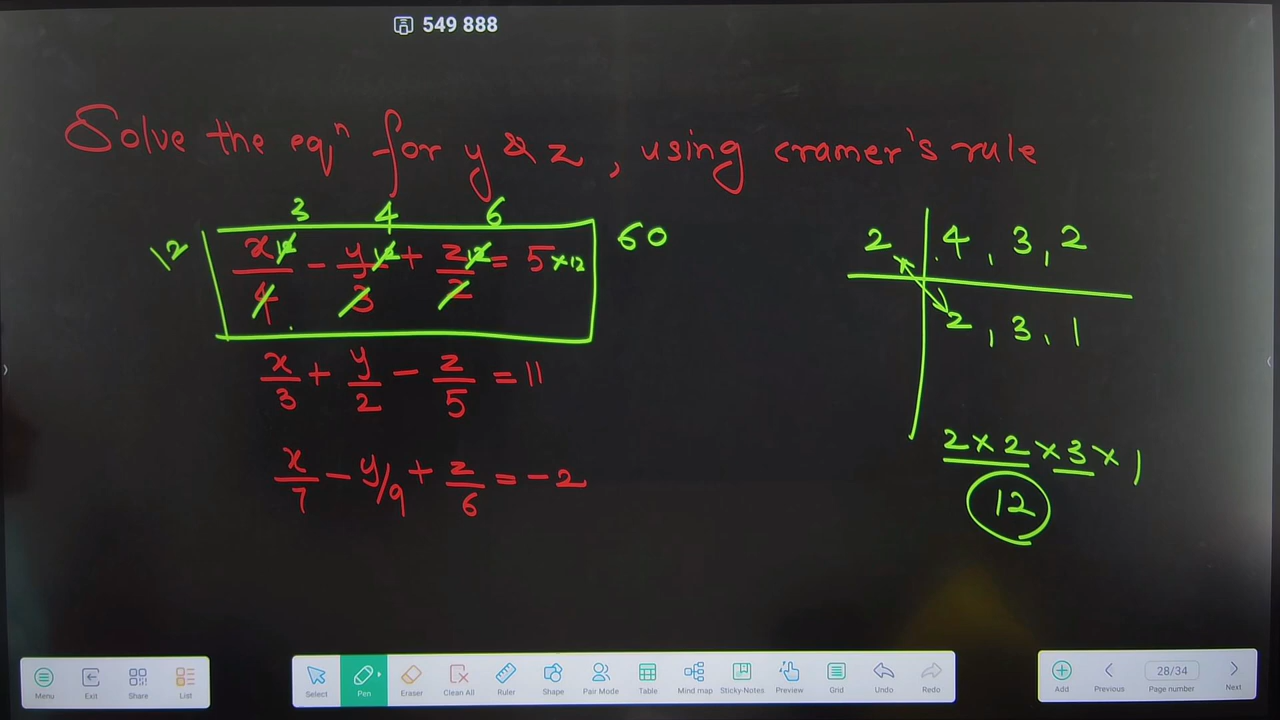 549 888
Solve the eqⁿ for y & z, using cramer's rule
3 4 6
12 x12/4 - y12/3 + z12/2 = 5×12 60
x/3 + y/2 - z/5 = 11
x/7 - y/9 + z/6 = -2
2 | 4, 3, 2
2, 3, 1
2×2×3×1
12
Menu Exit Share List
Select Pen Eraser Clean All Ruler Shape Pair Mode Table Mind map Sticky-Notes Preview Grid Undo Redo
Add Previous 28/34 Page number Next